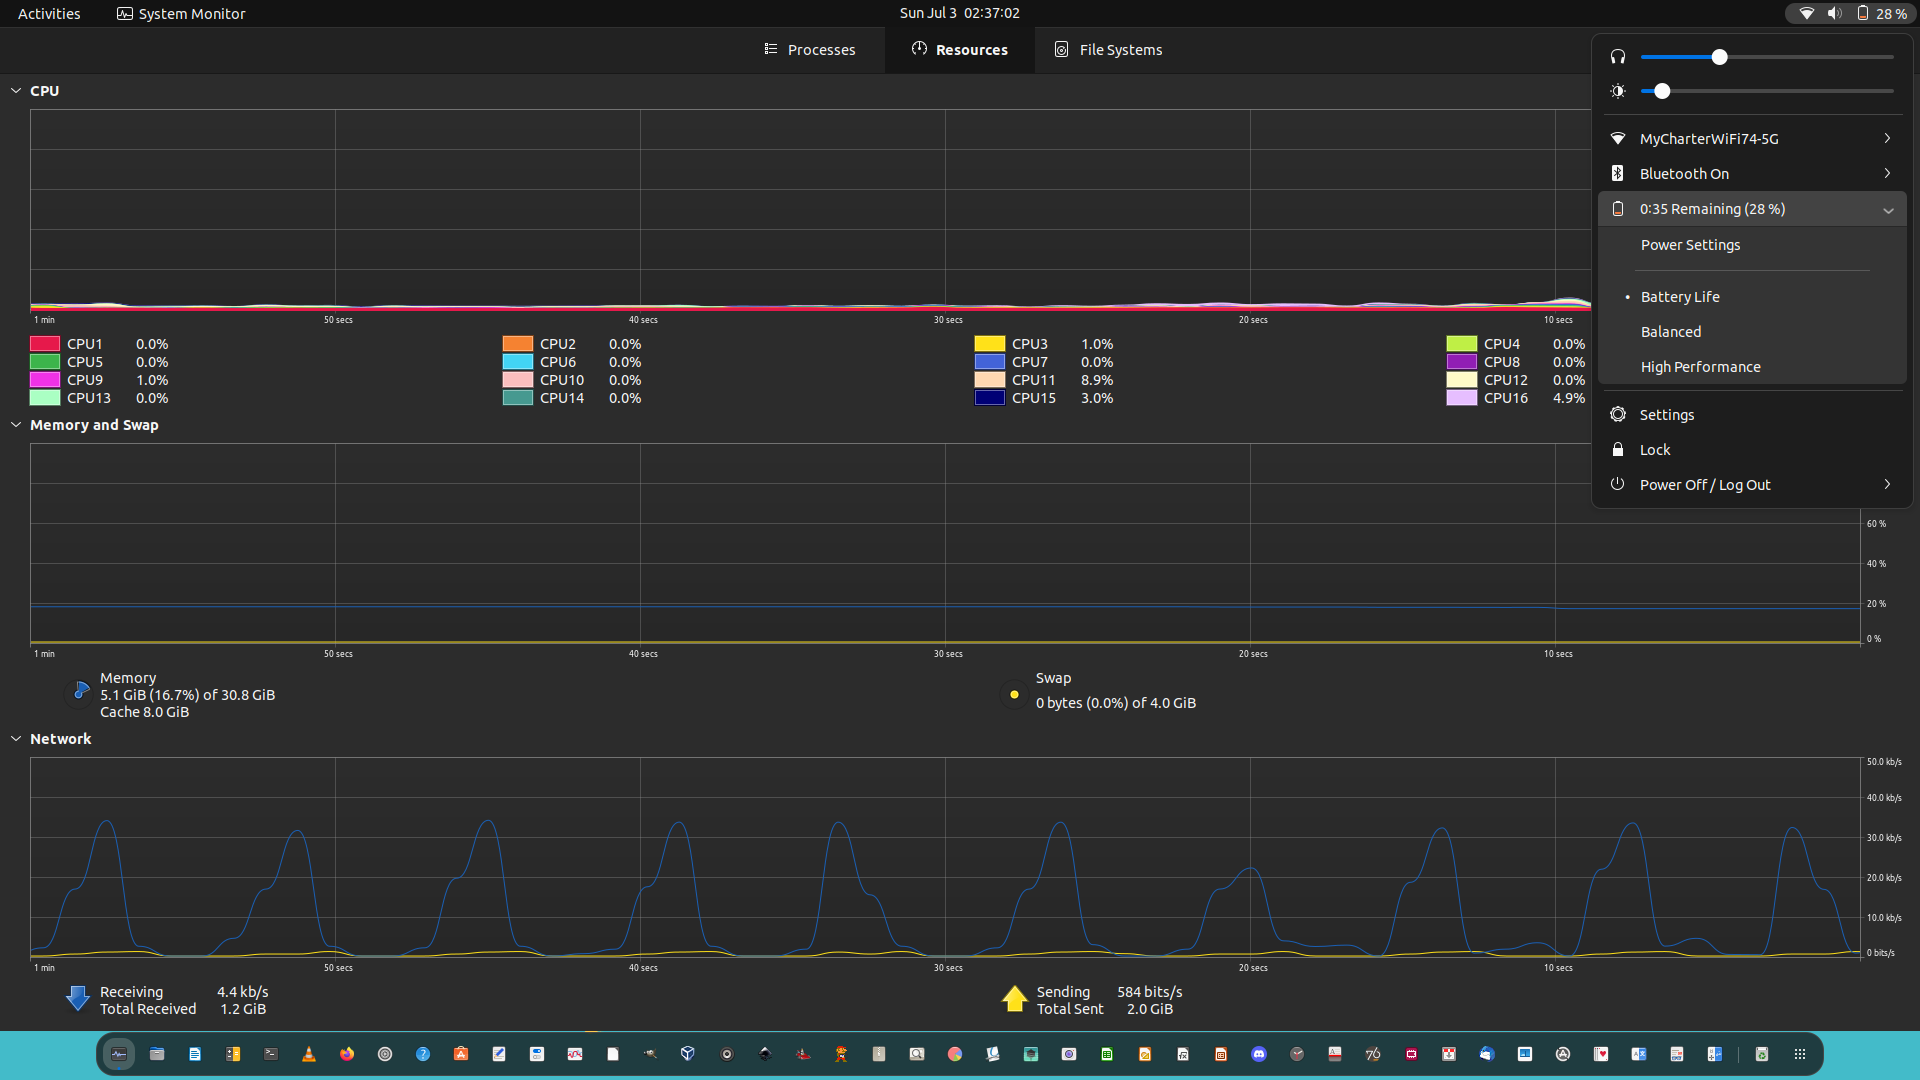 Activities
System Monitor
Sun Jul 3 02:37:02
28 %
Processes
Resources
File Systems
CPU
1 min
50 secs
40 secs
30 secs
20 secs
10 secs
CPU1 0.0%
CPU2 0.0%
CPU3 1.0%
CPU4 0.0%
CPU5 0.0%
CPU6 0.0%
CPU7 0.0%
CPU8 0.0%
CPU9 1.0%
CPU10 0.0%
CPU11 8.9%
CPU12 0.0%
CPU13 0.0%
CPU14 0.0%
CPU15 3.0%
CPU16 4.9%
MyCharterWiFi74-5G
Bluetooth On
0:35 Remaining (28 %)
Power Settings
Battery Life
Balanced
High Performance
Settings
Lock
Power Off / Log Out
Memory and Swap
60 %
40 %
20 %
0 %
1 min
50 secs
40 secs
30 secs
20 secs
10 secs
Memory
5.1 GiB (16.7%) of 30.8 GiB
Cache 8.0 GiB
Swap
0 bytes (0.0%) of 4.0 GiB
Network
50.0 kb/s
40.0 kb/s
30.0 kb/s
20.0 kb/s
10.0 kb/s
0 bits/s
1 min
50 secs
40 secs
30 secs
20 secs
10 secs
Receiving 4.4 kb/s
Total Received 1.2 GiB
Sending 584 bits/s
Total Sent 2.0 GiB
76